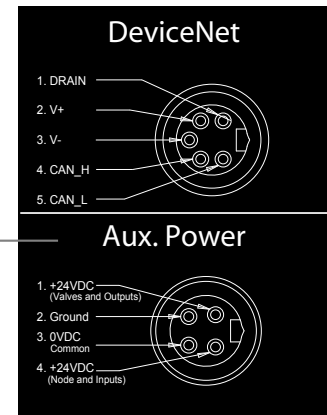 DeviceNet
1. DRAIN
2. V+
3. V-
4. CAN_H
5. CAN_L
Aux. Power
1. +24VDC
(Valves and Outputs)
2. Ground
3. 0VDC
Common
4. +24VDC
(Node and Inputs)